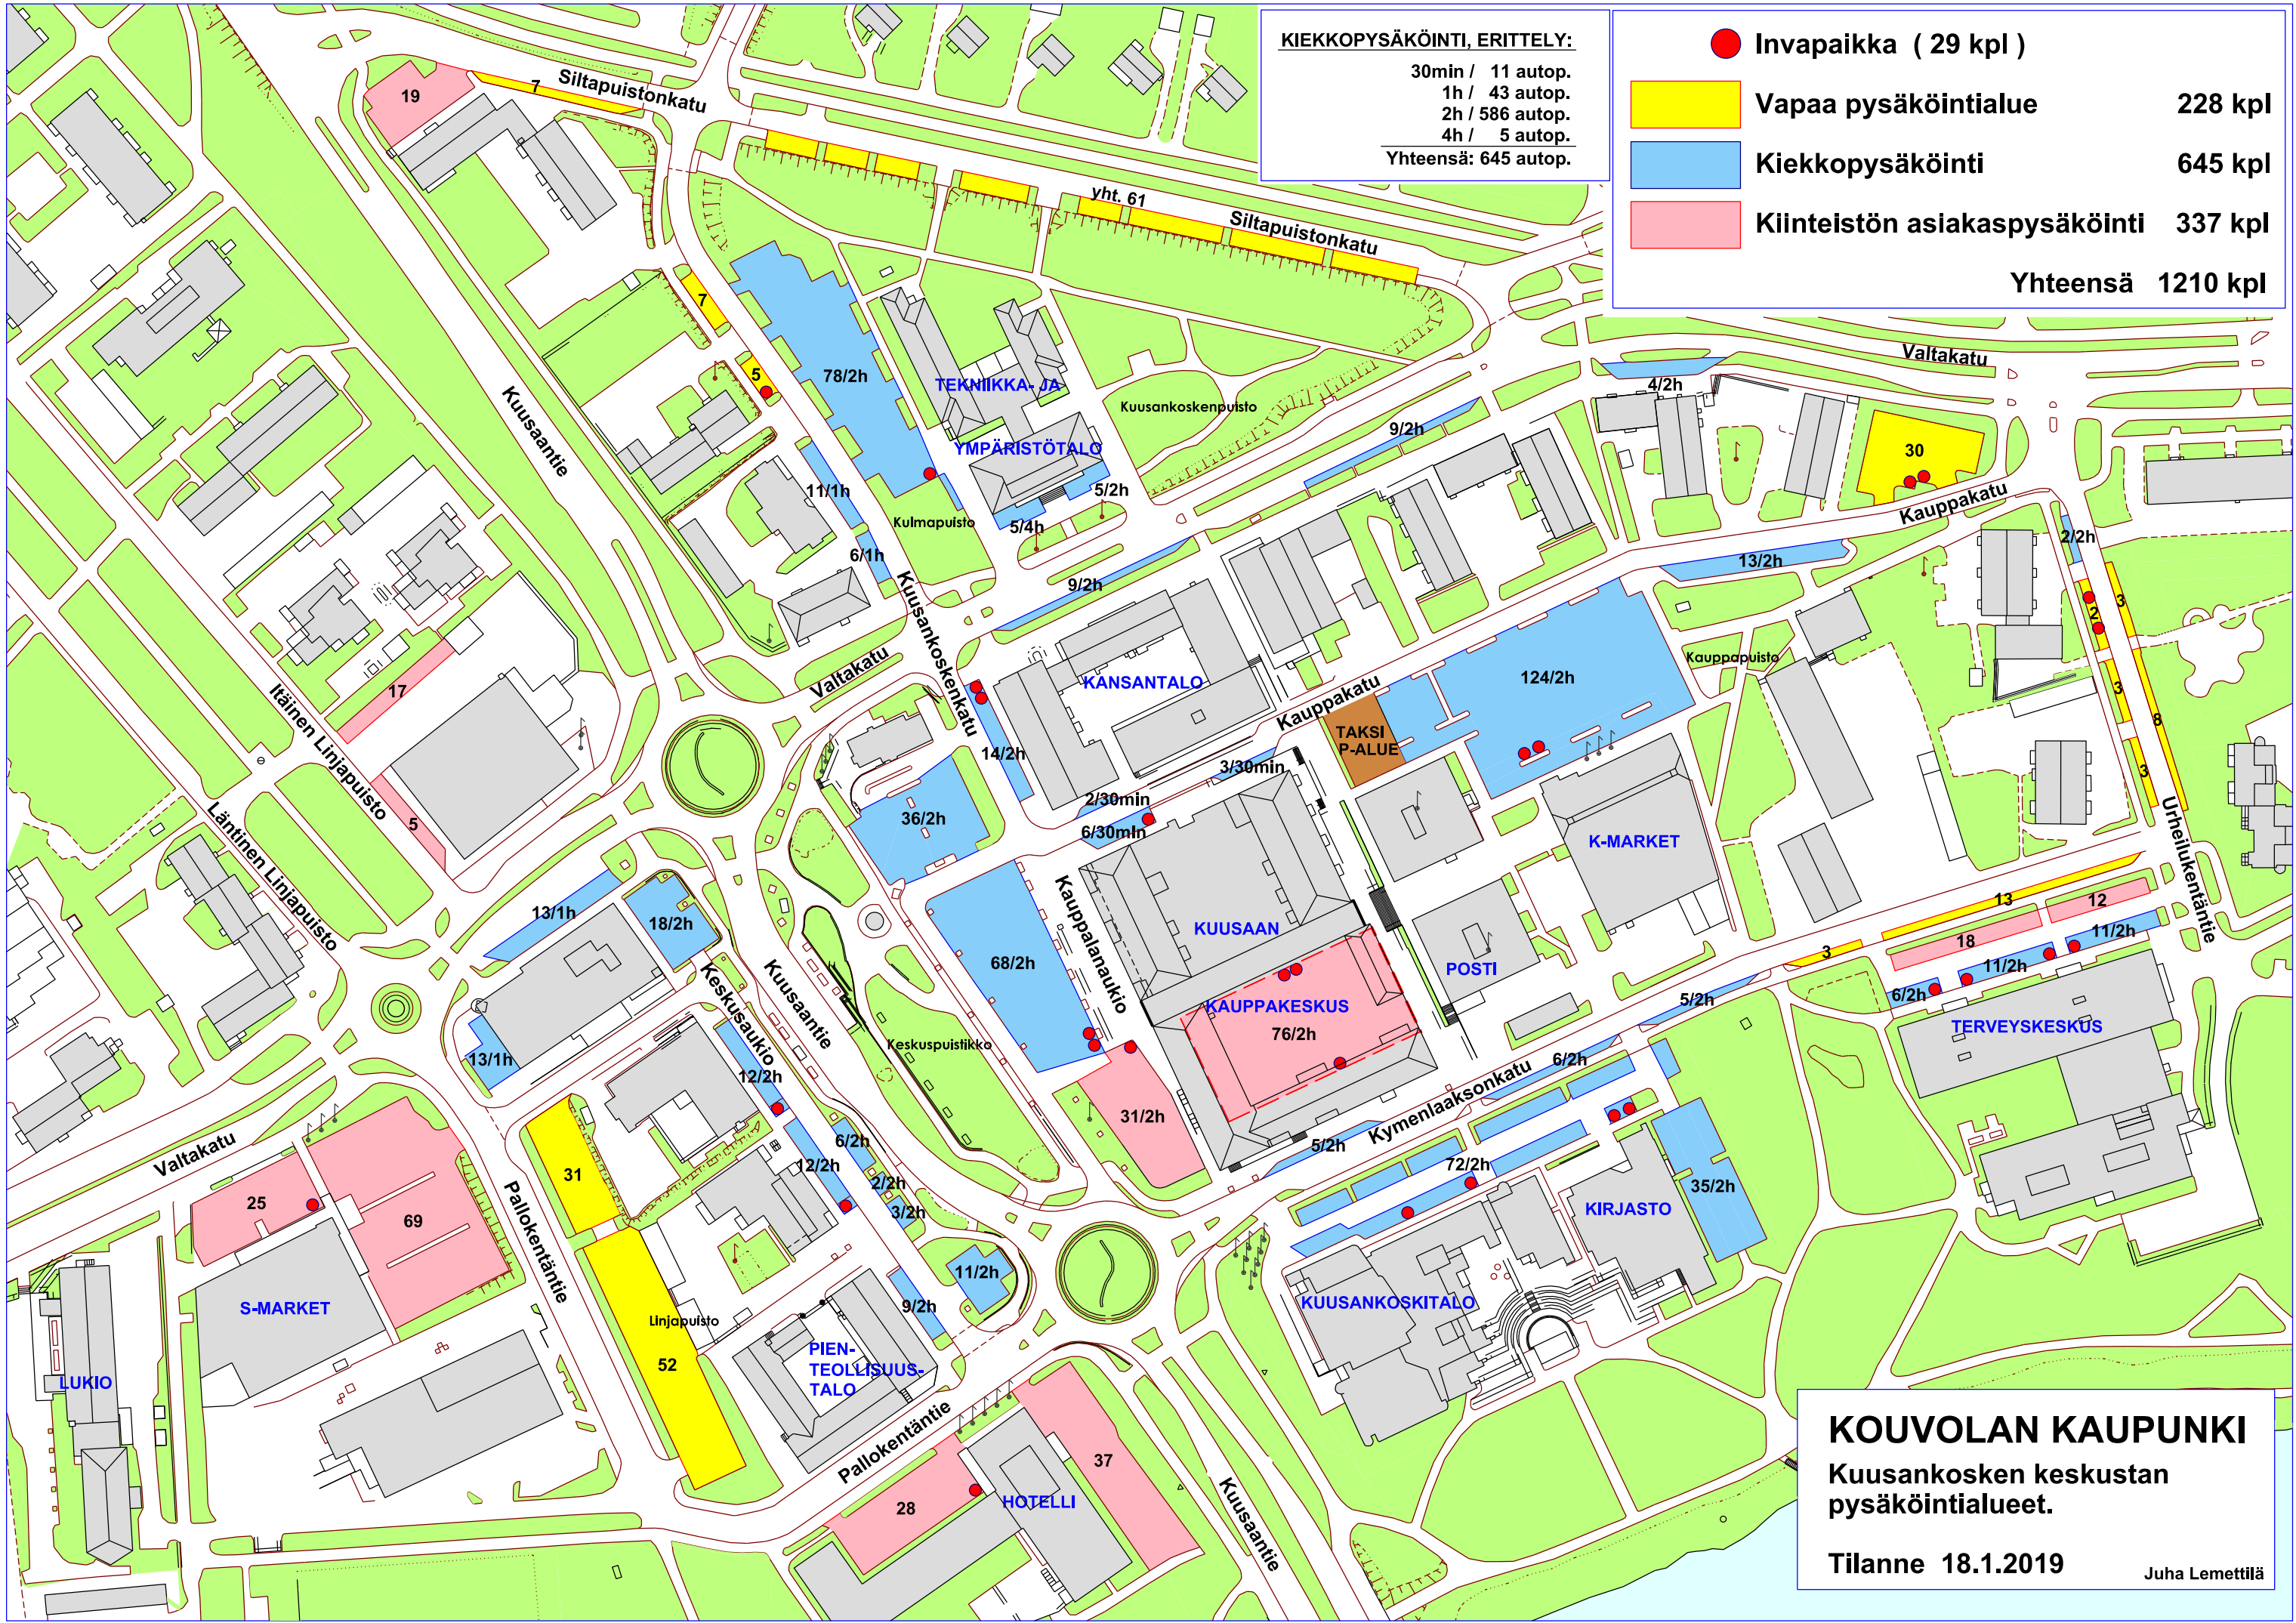 KIEKKOPYSÄKÖINTI, ERITTELY:
30min / 11 autop.
1h / 43 autop.
2h / 586 autop.
4h / 5 autop.
Yhteensä: 645 autop.
Invapaikka ( 29 kpl )
Vapaa pysäköintialue 228 kpl
Kiekkopysäköinti 645 kpl
Kiinteistön asiakaspysäköinti 337 kpl
Yhteensä 1210 kpl
19
7
Siltapuistonkatu
yht. 61
Siltapuistonkatu
7
5
78/2h
TEKNIIKKA- JA
YMPÄRISTÖTALO
Kuusankoskenpuisto
Valtakatu
4/2h
9/2h
30
Kauppakatu
Kuusaantie
11/1h
6/1h
Kulmapuisto
5/2h
5/4h
9/2h
13/2h
2/2h
3
2
3
8
3
Kuusankoskenkatu
Valtakatu
KANSANTALO
Kauppakatu
124/2h
Kauppapuisto
TAKSI
P-ALUE
17
Itäinen Linjapuisto
5
Läntinen Linjapuisto
14/2h
3/30min
2/30min
6/30min
36/2h
K-MARKET
Urheilukentäntie
13/1h
18/2h
68/2h
Kauppalanaukio
KUUSAAN
KAUPPAKESKUS
76/2h
POSTI
13
12
3
18
11/2h
11/2h
6/2h
TERVEYSKESKUS
5/2h
Keskusaukio
Kuusaantie
Keskuspuistikko
13/1h
12/2h
6/2h
31/2h
Kymenlaaksonkatu
5/2h
6/2h
12/2h
2/2h
3/2h
72/2h
35/2h
KIRJASTO
Valtakatu
25
69
31
Pallokentäntie
S-MARKET
LUKIO
Linjapuisto
52
11/2h
9/2h
KUUSANKOSKITALO
PIEN-
TEOLLISUUS-
TALO
Pallokentäntie
37
28
HOTELLI
Kuusaantie
KOUVOLAN KAUPUNKI
Kuusankosken keskustan
pysäköintialueet.
Tilanne 18.1.2019
Juha Lemettilä